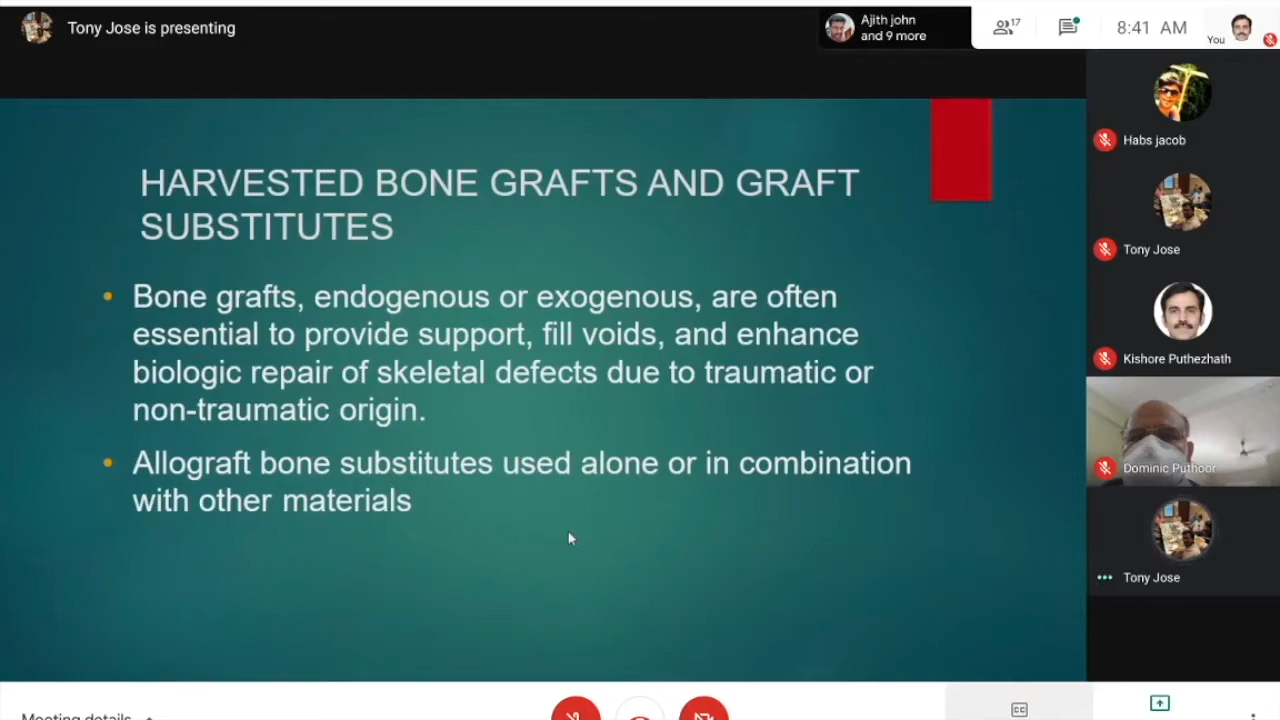 Tony Jose is presenting
Ajith john
and 9 more
17
8:41 AM
You
HARVESTED BONE GRAFTS AND GRAFT
SUBSTITUTES
• Bone grafts, endogenous or exogenous, are often
essential to provide support, fill voids, and enhance
biologic repair of skeletal defects due to traumatic or
non-traumatic origin.
• Allograft bone substitutes used alone or in combination
with other materials
Habs jacob
Tony Jose
Kishore Puthezhath
Dominic Puthoor
Tony Jose
Meeting details
CC